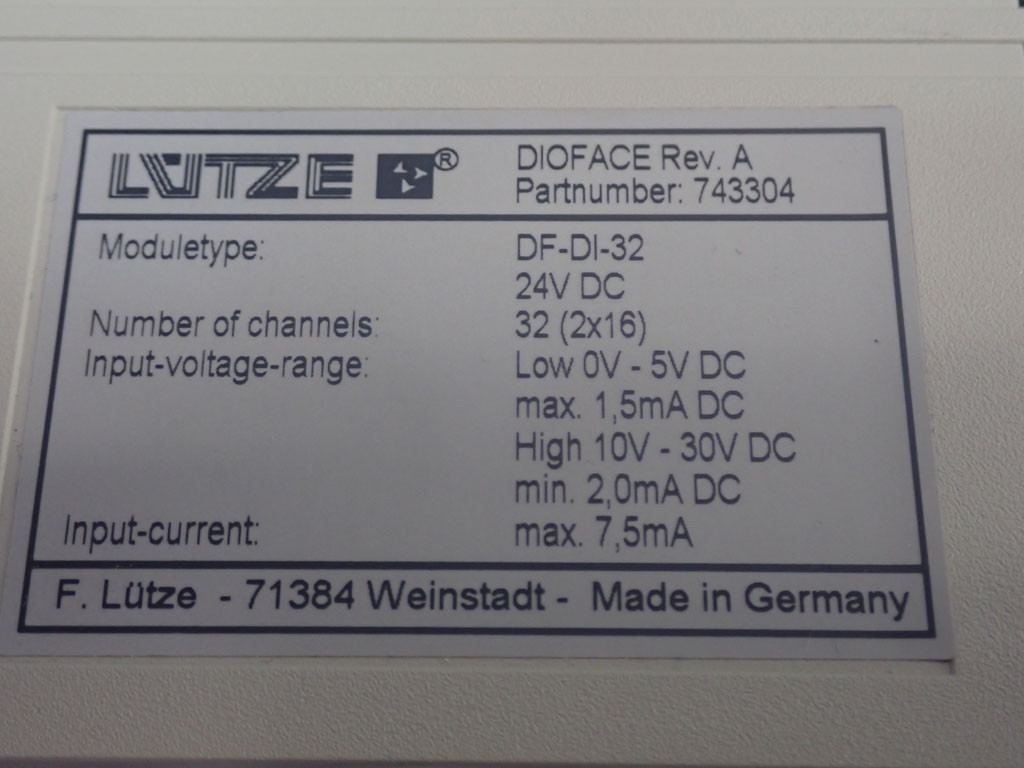 LÜTZE ® DIOFACE Rev. A
Partnumber: 743304
Moduletype: DF-DI-32
24V DC
Number of channels: 32 (2x16)
Input-voltage-range: Low 0V - 5V DC
max. 1,5mA DC
High 10V - 30V DC
min. 2,0mA DC
Input-current: max. 7,5mA
F. Lütze - 71384 Weinstadt - Made in Germany